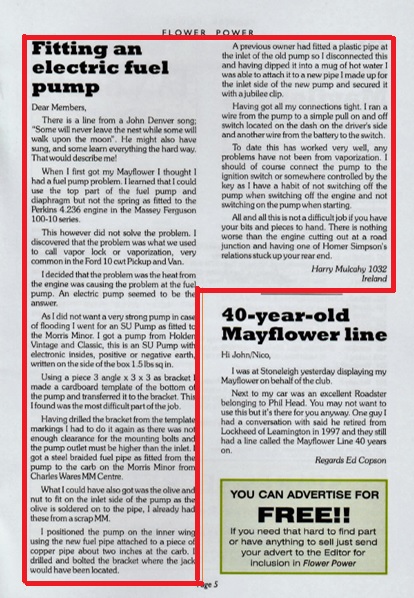 FLOWER POWER
Fitting an
electric fuel
pump
Dear Members,
There is a line from a John Denver song;
"Some will never leave the nest while some will
walk upon the moon". He might also have
sung, and some learn everything the hard way.
That would describe me!
When I first got my Mayflower I thought I
had a fuel pump problem. I learned that I could
use the top part of the fuel pump and
diaphragm but not the spring as fitted to the
Perkins 4.236 engine in the Massey Ferguson
100-10 series.
This however did not solve the problem. I
discovered that the problem was what we used
to call vapor lock or vaporization, very
common in the Ford 10 cwt Pickup and Van.
I decided that the problem was the heat from
the engine was causing the problem at the fuel
pump. An electric pump seemed to be the
answer.
As I did not want a very strong pump in case
of flooding I went for an SU Pump as fitted to
the Morris Minor. I got a pump from Holden
Vintage and Classic, this is an SU Pump with
electronic insides, positive or negative earth,
written on the side of the box 1.5 lbs sq in.
Using a piece 3 angle x 3 x 3 as bracket I
made a cardboard template of the bottom of
the pump and transferred it to the bracket. This
I found was the most difficult part of the job.
Having drilled the bracket from the template
markings I had to do it again as there was not
enough clearance for the mounting bolts and
the pump outlet must be higher than the inlet. I
got a steel braided fuel pipe as fitted from the
pump to the carb on the Morris Minor from
Charles Wares MM Centre.
What I could have also got was the olive and
nut to fit on the inlet side of the pump as the
olive is soldered on to the pipe, I already had
these from a scrap MM.
I positioned the pump on the inner wing
using the new fuel pipe attached to a piece of
copper pipe about two inches at the carb. I
drilled and bolted the bracket where the jack
would have been located.
A previous owner had fitted a plastic pipe at
the inlet of the old pump so I disconnected this
and having dipped it into a mug of hot water I
was able to attach it to a new pipe I made up for
the inlet side of the new pump and secured it
with a jubilee clip.
Having got all my connections tight. I ran a
wire from the pump to a simple pull on and off
switch located on the dash on the driver's side
and another wire from the battery to the switch.
To date this has worked very well, any
problems have not been from vaporization. I
should of course connect the pump to the
ignition switch or somewhere controlled by the
key as I have a habit of not switching off the
pump when switching off the engine and not
switching on the pump when starting.
All and all this is not a difficult job if you have
your bits and pieces to hand. There is nothing
worse than the engine cutting out at a road
junction and having one of Homer Simpson's
relations stuck up your rear end.
Harry Mulcahy 1032
Ireland
40-year-old
Mayflower line
Hi John/Nico,
I was at Stoneleigh yesterday displaying my
Mayflower on behalf of the club.
Next to my car was an excellent Roadster
belonging to Phil Head. You may not want to
use this but it's there for you anyway. One guy I
had a conversation with said he retired from
Lockheed of Leamington in 1997 and they still
had a line called the Mayflower Line 40 years
on.
Regards Ed Copson
YOU CAN ADVERTISE FOR
FREE!!
If you need that hard to find part
or have anything to sell just send
your advert to the Editor for
inclusion in Flower Power
Page 5